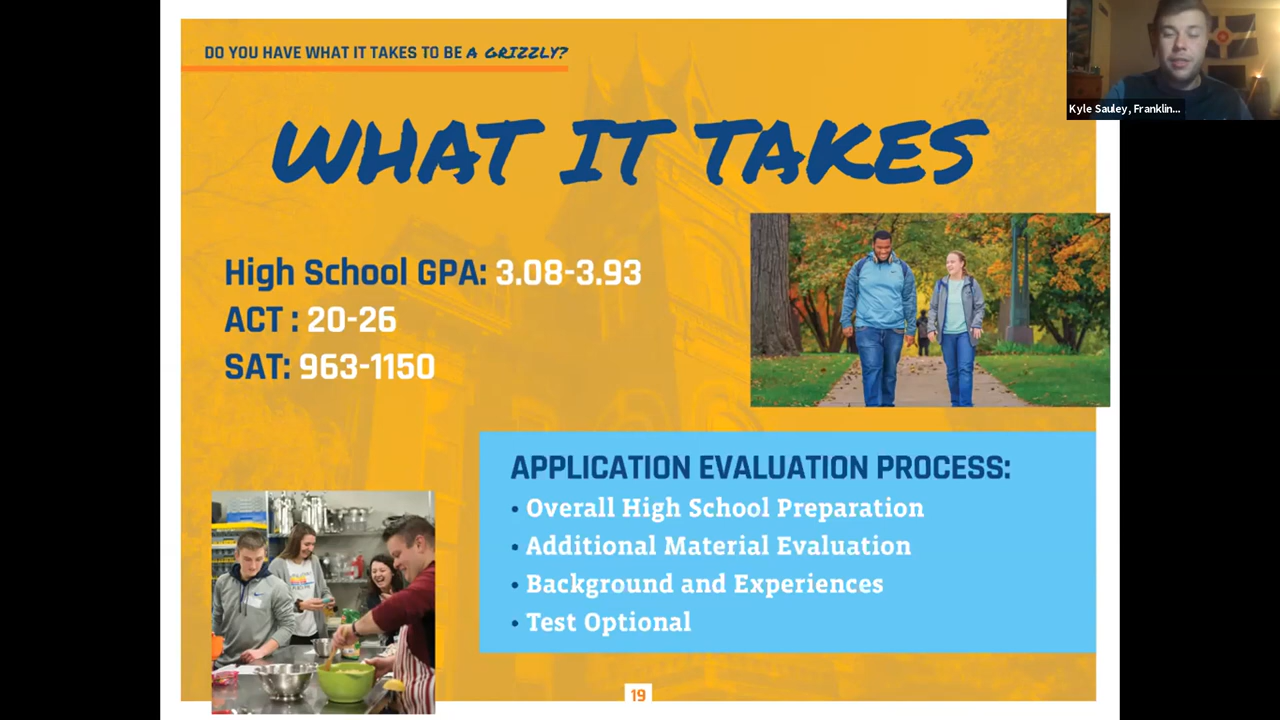 DO YOU HAVE WHAT IT TAKES TO BE A GRIZZLY?
Kyle Sauley, Franklin...
WHAT IT TAKES
High School GPA: 3.08-3.93
ACT : 20-26
SAT: 963-1150
APPLICATION EVALUATION PROCESS:
• Overall High School Preparation
• Additional Material Evaluation
• Background and Experiences
• Test Optional
19